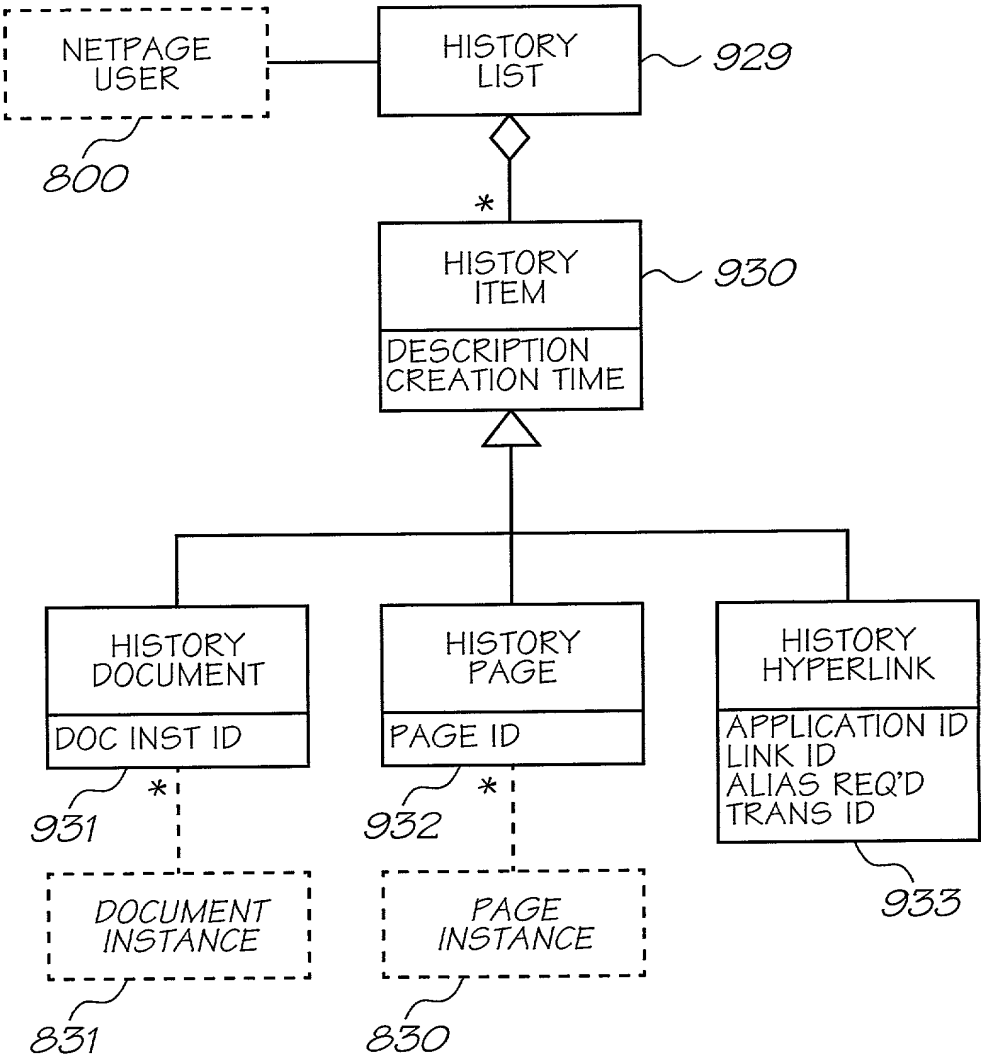 NETPAGE
USER
800
HISTORY
LIST
929
*
HISTORY
ITEM
930
DESCRIPTION
CREATION TIME
HISTORY
DOCUMENT
DOC INST ID
931
*
HISTORY
PAGE
PAGE ID
932
*
HISTORY
HYPERLINK
APPLICATION ID
LINK ID
ALIAS REQ'D
TRANS ID
933
DOCUMENT
INSTANCE
831
PAGE
INSTANCE
830